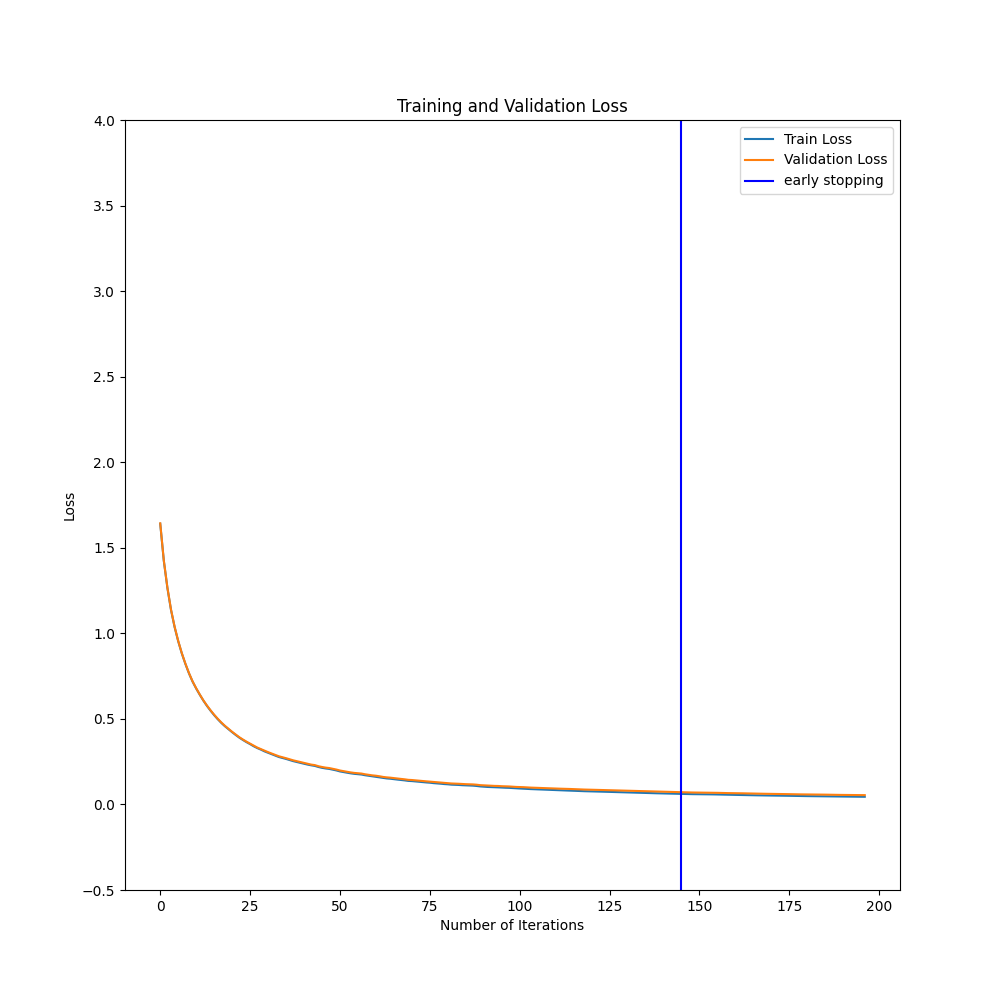 Training and Validation Loss
Train Loss
Validation Loss
early stopping
4.0
3.5
3.0
2.5
2.0
1.5
1.0
0.5
0.0
−0.5
Loss
0 25 50 75 100 125 150 175 200
Number of Iterations